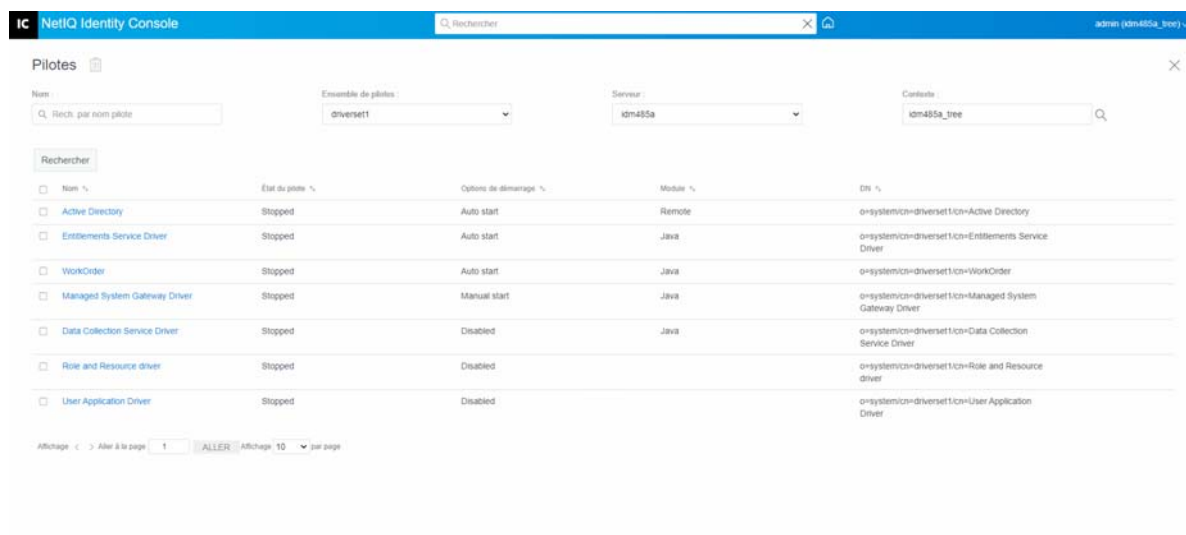 IC NetIQ Identity Console Rechercher admin (idm485a_tree)
Pilotes
Nom : Ensemble de pilotes : Serveur : Contexte :
Rech. par nom pilote driverset1 idm485a idm485a_tree
Rechercher
Nom État du pilote Options de démarrage Module DN
Active Directory Stopped Auto start Remote o=system/cn=driverset1/cn=Active Directory
Entitlements Service Driver Stopped Auto start Java o=system/cn=driverset1/cn=Entitlements Service
Driver
WorkOrder Stopped Auto start Java o=system/cn=driverset1/cn=WorkOrder
Managed System Gateway Driver Stopped Manual start Java o=system/cn=driverset1/cn=Managed System
Gateway Driver
Data Collection Service Driver Stopped Disabled Java o=system/cn=driverset1/cn=Data Collection
Service Driver
Role and Resource driver Stopped Disabled o=system/cn=driverset1/cn=Role and Resource
driver
User Application Driver Stopped Disabled o=system/cn=driverset1/cn=User Application
Driver
Affichage < > Aller à la page 1 ALLER Affichage 10 par page